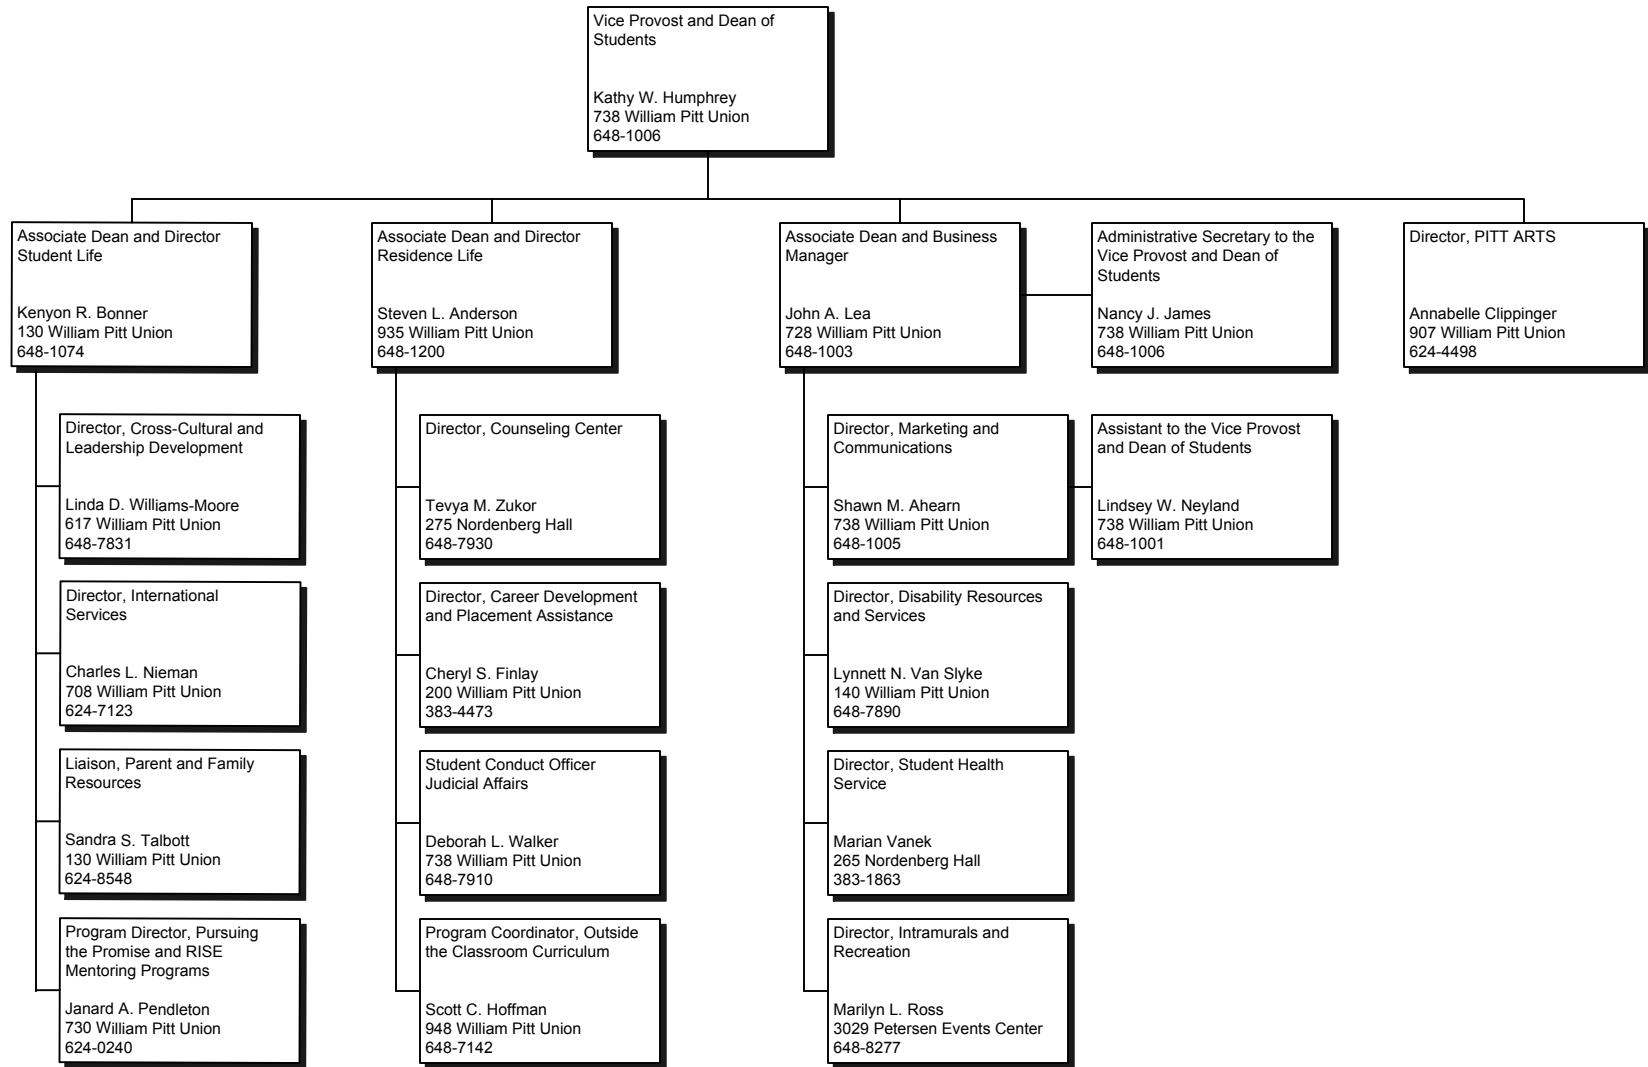 Vice Provost and Dean of
Students
Kathy W. Humphrey
738 William Pitt Union
648-1006
Associate Dean and Director
Student Life
Kenyon R. Bonner
130 William Pitt Union
648-1074
Associate Dean and Director
Residence Life
Steven L. Anderson
935 William Pitt Union
648-1200
Associate Dean and Business
Manager
John A. Lea
728 William Pitt Union
648-1003
Administrative Secretary to the
Vice Provost and Dean of
Students
Nancy J. James
738 William Pitt Union
648-1006
Director, PITT ARTS
Annabelle Clippinger
907 William Pitt Union
624-4498
Director, Cross-Cultural and
Leadership Development
Linda D. Williams-Moore
617 William Pitt Union
648-7831
Director, Counseling Center
Tevya M. Zukor
275 Nordenberg Hall
648-7930
Director, Marketing and
Communications
Shawn M. Ahearn
738 William Pitt Union
648-1005
Assistant to the Vice Provost
and Dean of Students
Lindsey W. Neyland
738 William Pitt Union
648-1001
Director, International
Services
Charles L. Nieman
708 William Pitt Union
624-7123
Director, Career Development
and Placement Assistance
Cheryl S. Finlay
200 William Pitt Union
383-4473
Director, Disability Resources
and Services
Lynnett N. Van Slyke
140 William Pitt Union
648-7890
Liaison, Parent and Family
Resources
Sandra S. Talbott
130 William Pitt Union
624-8548
Student Conduct Officer
Judicial Affairs
Deborah L. Walker
738 William Pitt Union
648-7910
Director, Student Health
Service
Marian Vanek
265 Nordenberg Hall
383-1863
Program Director, Pursuing
the Promise and RISE
Mentoring Programs
Janard A. Pendleton
730 William Pitt Union
624-0240
Program Coordinator, Outside
the Classroom Curriculum
Scott C. Hoffman
948 William Pitt Union
648-7142
Director, Intramurals and
Recreation
Marilyn L. Ross
3029 Petersen Events Center
648-8277